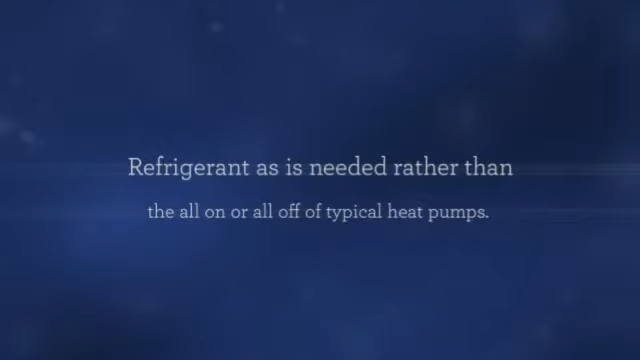 Refrigerant as is needed rather than
the all on or all off of typical heat pumps.